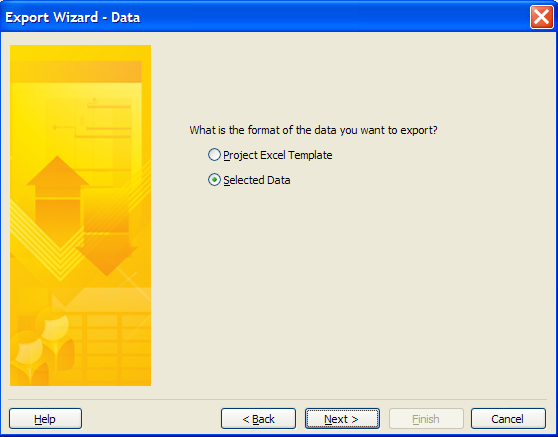 Export Wizard - Data
What is the format of the data you want to export?
Project Excel Template
Selected Data
Help
< Back
Next >
Finish
Cancel